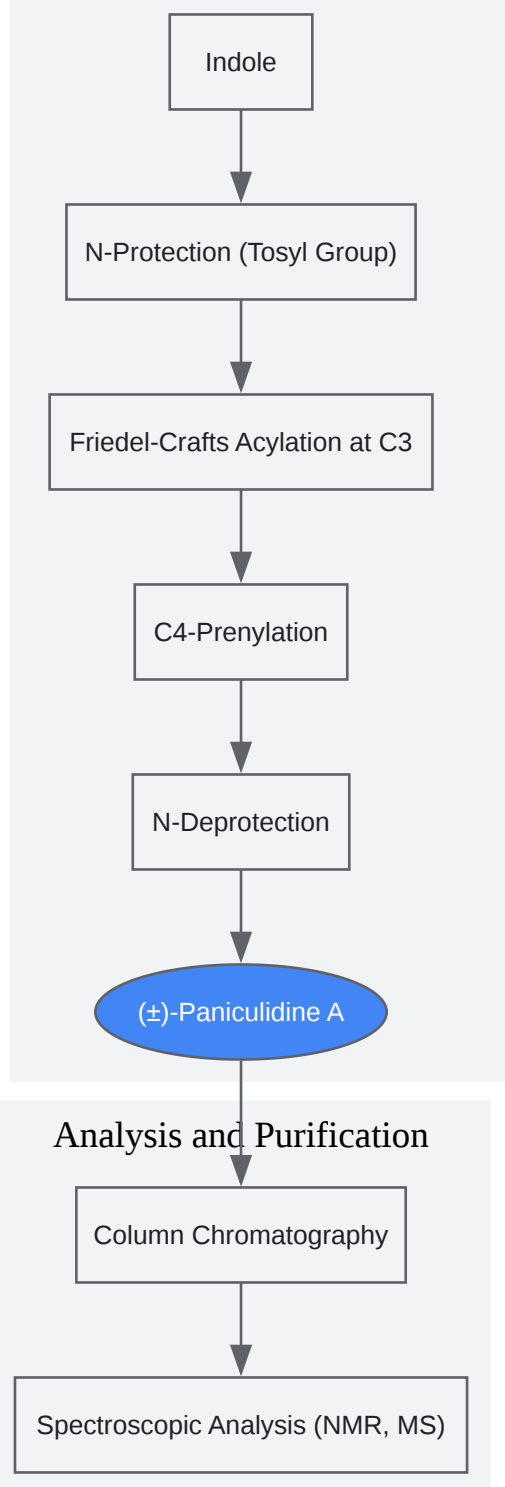 Indole
N-Protection (Tosyl Group)
Friedel-Crafts Acylation at C3
C4-Prenylation
N-Deprotection
(±)-Paniculidine A
Analysis and Purification
Column Chromatography
Spectroscopic Analysis (NMR, MS)